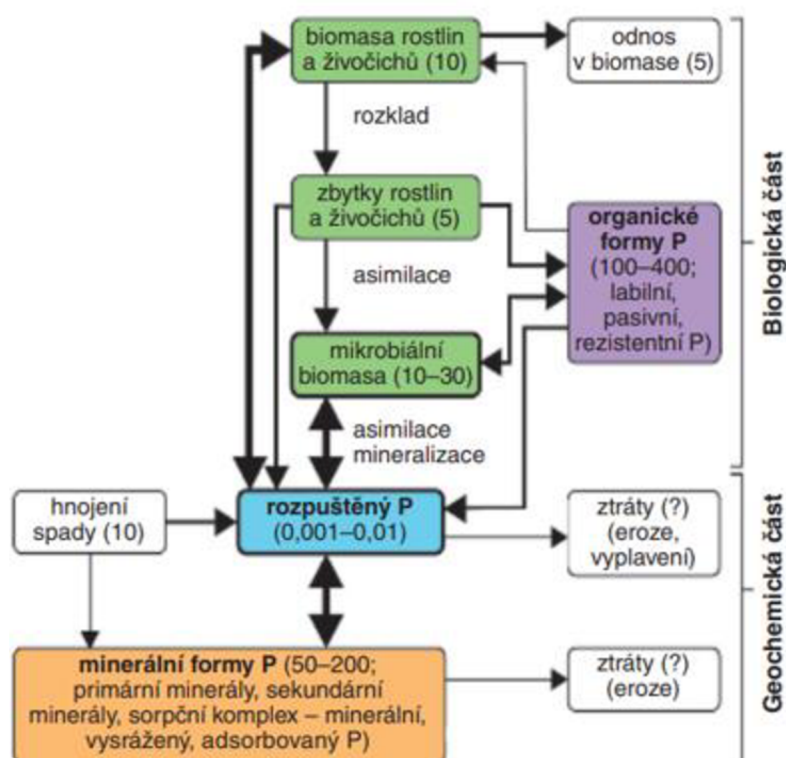 biomasa rostlin
a živočichů (10)
odnos
v biomase (5)
rozklad
zbytky rostlin
a živočichů (5)
organické
formy P
(100–400;
labilní,
pasivní,
rezistentní P)
asimilace
mikrobiální
biomasa (10–30)
asimilace
mineralizace
Biologická část
hnojení
spady (10)
rozpuštěný P
(0,001–0,01)
ztráty (?)
(eroze,
vyplavení)
minerální formy P (50–200;
primární minerály, sekundární
minerály, sorpční komplex – minerální,
vysrážený, adsorbovaný P)
ztráty (?)
(eroze)
Geochemická část